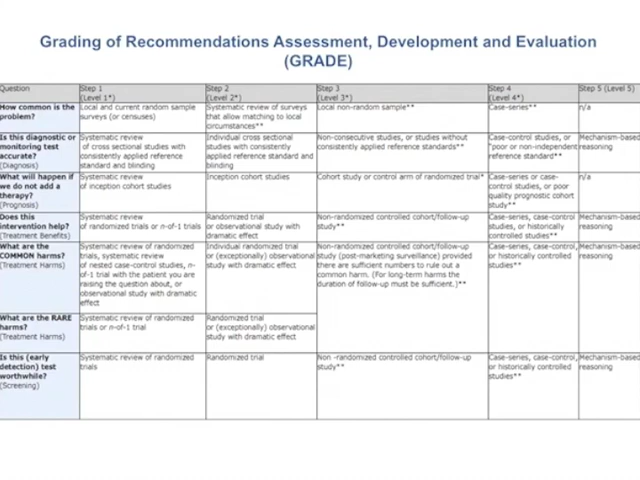 Grading of Recommendations Assessment, Development and Evaluation
(GRADE)
Question
Step 1
(Level 1*)
Step 2
(Level 2*)
Step 3
(Level 3*)
Step 4
(Level 4*)
Step 5 (Level 5)
How common is the
problem?
Local and current random sample
surveys (or censuses)
Systematic review of surveys
that allow matching to local
circumstances**
Local non-random sample**
Case-series**
n/a
Is this diagnostic or
monitoring test
accurate?
(Diagnosis)
Systematic review
of cross sectional studies with
consistently applied reference
standard and blinding
Individual cross sectional
studies with consistently
applied reference standard and
blinding
Non-consecutive studies, or studies without
consistently applied reference standards**
Case-control studies, or
"poor or non-independent
reference standard**
Mechanism-based
reasoning
What will happen if
we do not add a
therapy?
(Prognosis)
Systematic review
of inception cohort studies
Inception cohort studies
Cohort study or control arm of randomized trial*
Case-series or case-
control studies, or poor
quality prognostic cohort
study**
n/a
Does this
intervention help?
(Treatment Benefits)
Systematic review
of randomized trials or n-of-1 trials
Randomized trial
or observational study with
dramatic effect
Non-randomized controlled cohort/follow-up
study**
Case-series, case-control
studies, or historically
controlled studies**
Mechanism-based
reasoning
What are the
COMMON harms?
(Treatment Harms)
Systematic review of randomized
trials, systematic review
of nested case-control studies, n-
of-1 trial with the patient you are
raising the question about, or
observational study with dramatic
effect
Individual randomized trial
or (exceptionally) observational
study with dramatic effect
Non-randomized controlled cohort/follow-up
study (post-marketing surveillance) provided
there are sufficient numbers to rule out a
common harm. (For long-term harms the
duration of follow-up must be sufficient.)**
Case-series, case-control,
or historically controlled
studies**
Mechanism-based
reasoning
What are the RARE
harms?
(Treatment Harms)
Systematic review of randomized
trials or n-of-1 trial
Randomized trial
or (exceptionally) observational
study with dramatic effect
Is this (early
detection) test
worthwhile?
(Screening)
Systematic review of randomized
trials
Randomized trial
Non -randomized controlled cohort/follow-up
study**
Case-series, case-control,
or historically controlled
studies**
Mechanism-based
reasoning